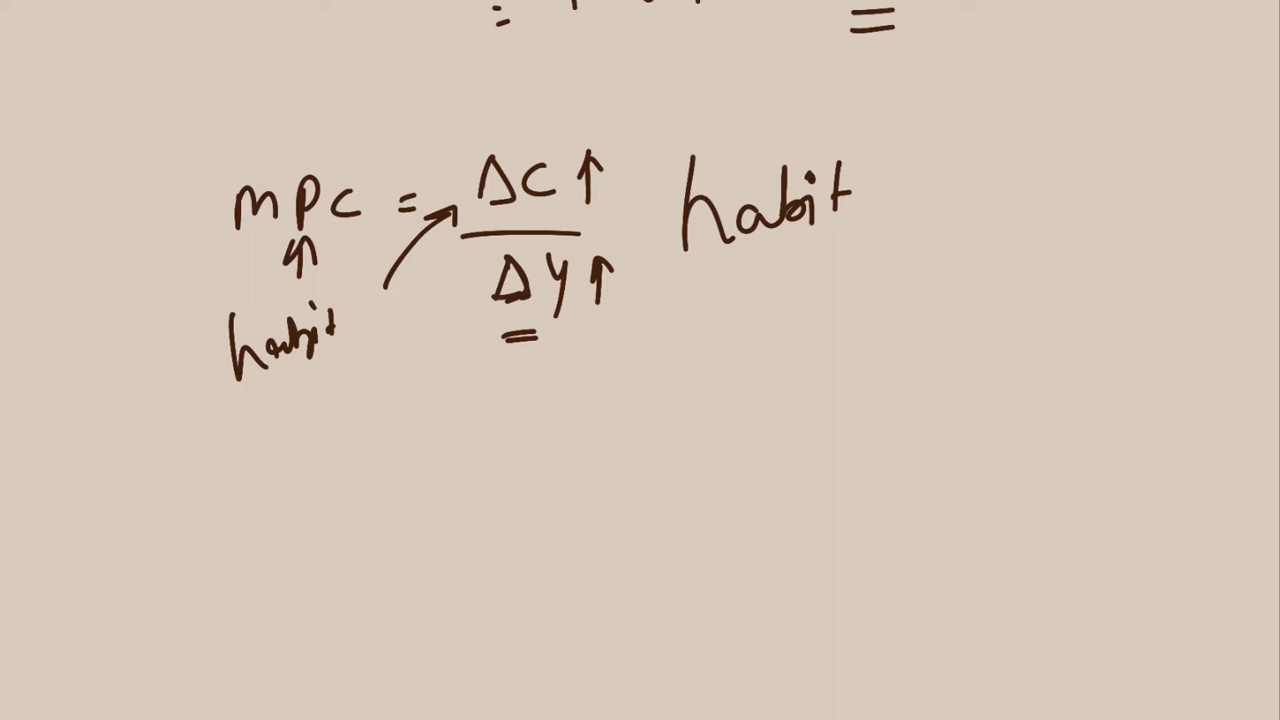 MPC = ΔC↑ / ΔY↑ habit
habit